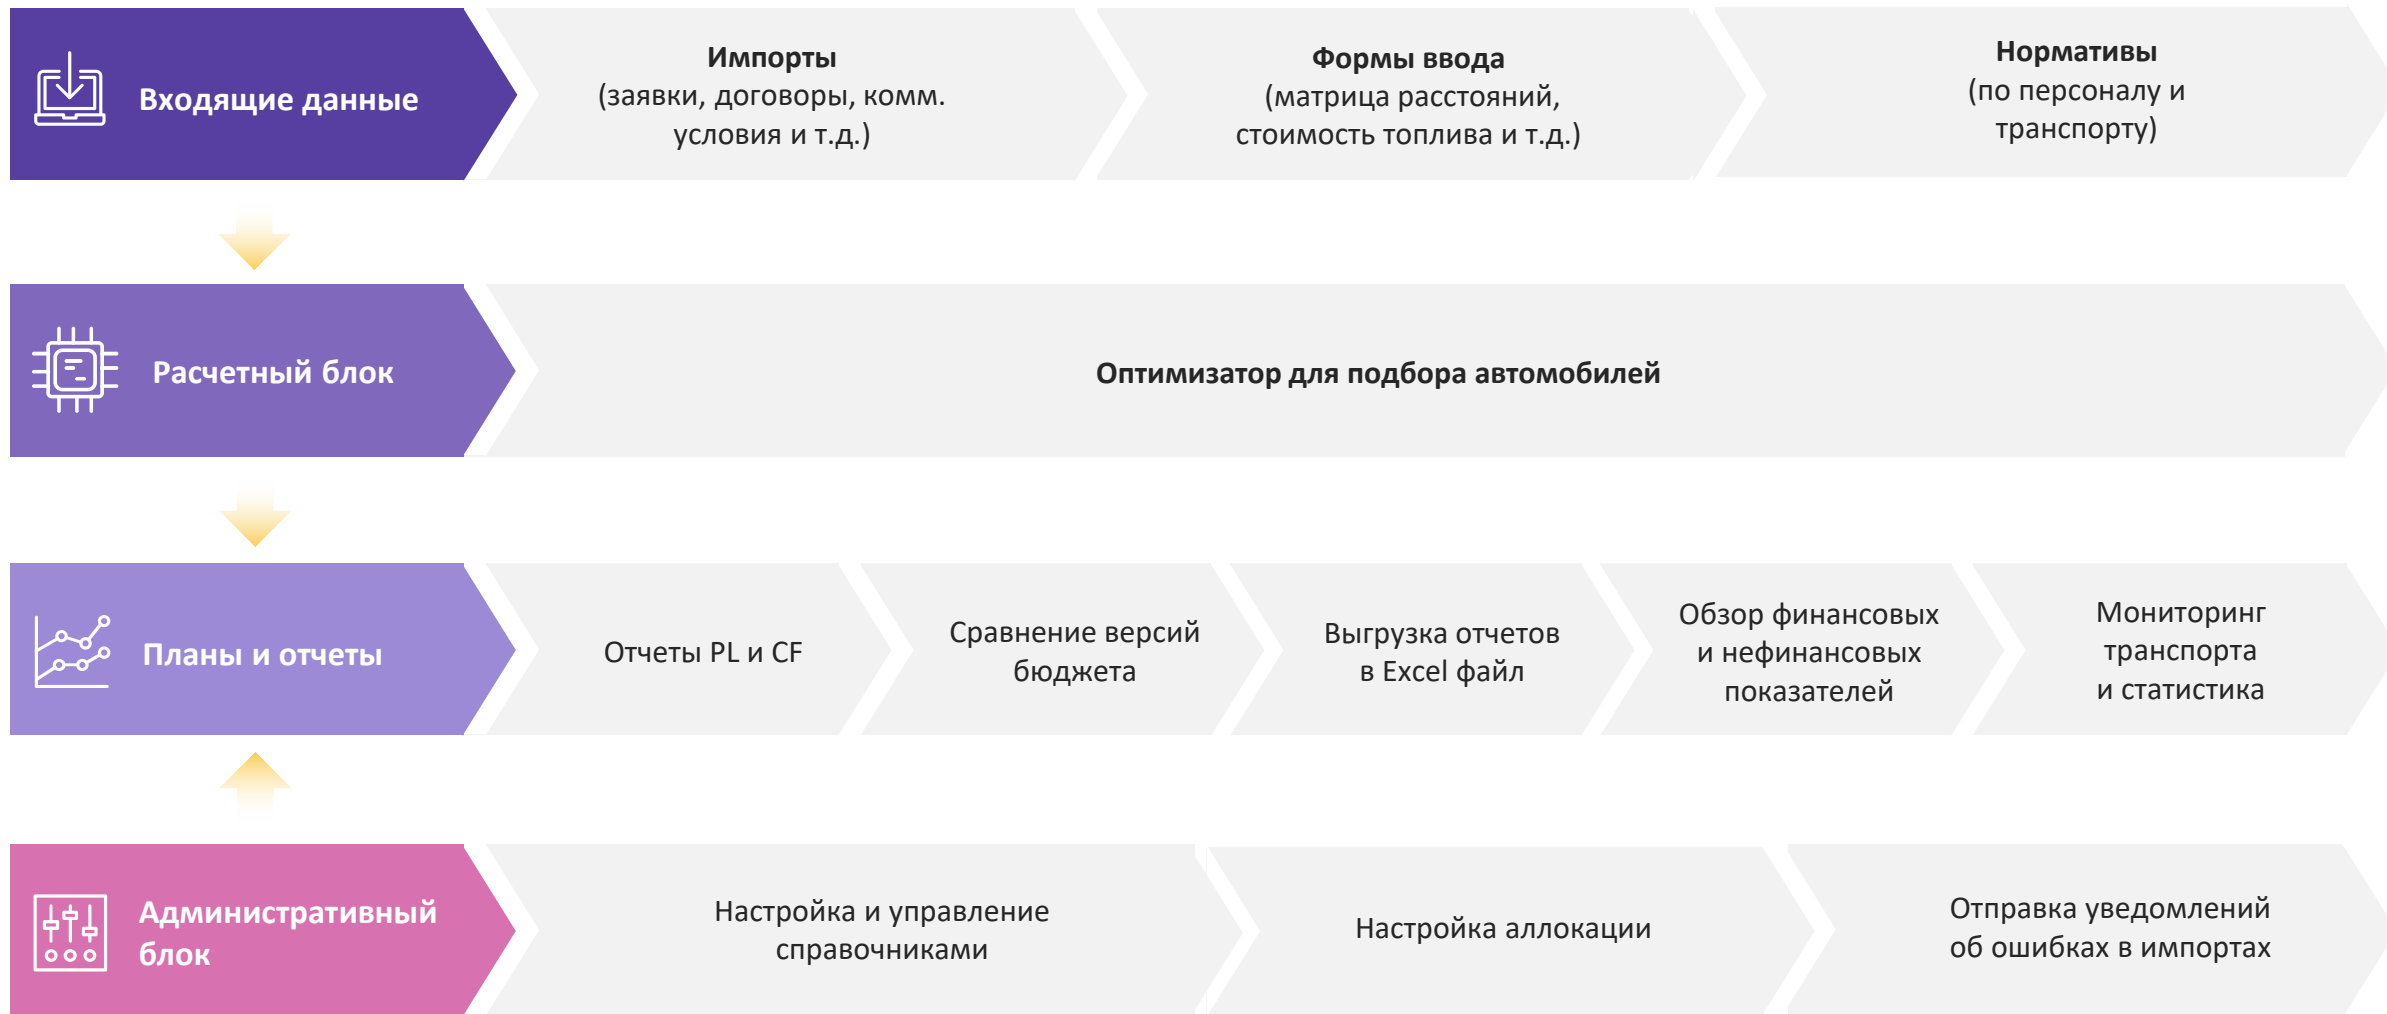 Входящие данные
Импорты
(заявки, договоры, комм.
условия и т.д.)
Формы ввода
(матрица расстояний,
стоимость топлива и т.д.)
Нормативы
(по персоналу и
транспорту)
Расчетный блок
Оптимизатор для подбора автомобилей
Планы и отчеты
Отчеты PL и CF
Сравнение версий
бюджета
Выгрузка отчетов
в Excel файл
Обзор финансовых
и нефинансовых
показателей
Мониторинг
транспорта
и статистика
Административный
блок
Настройка и управление
справочниками
Настройка аллокации
Отправка уведомлений
об ошибках в импортах